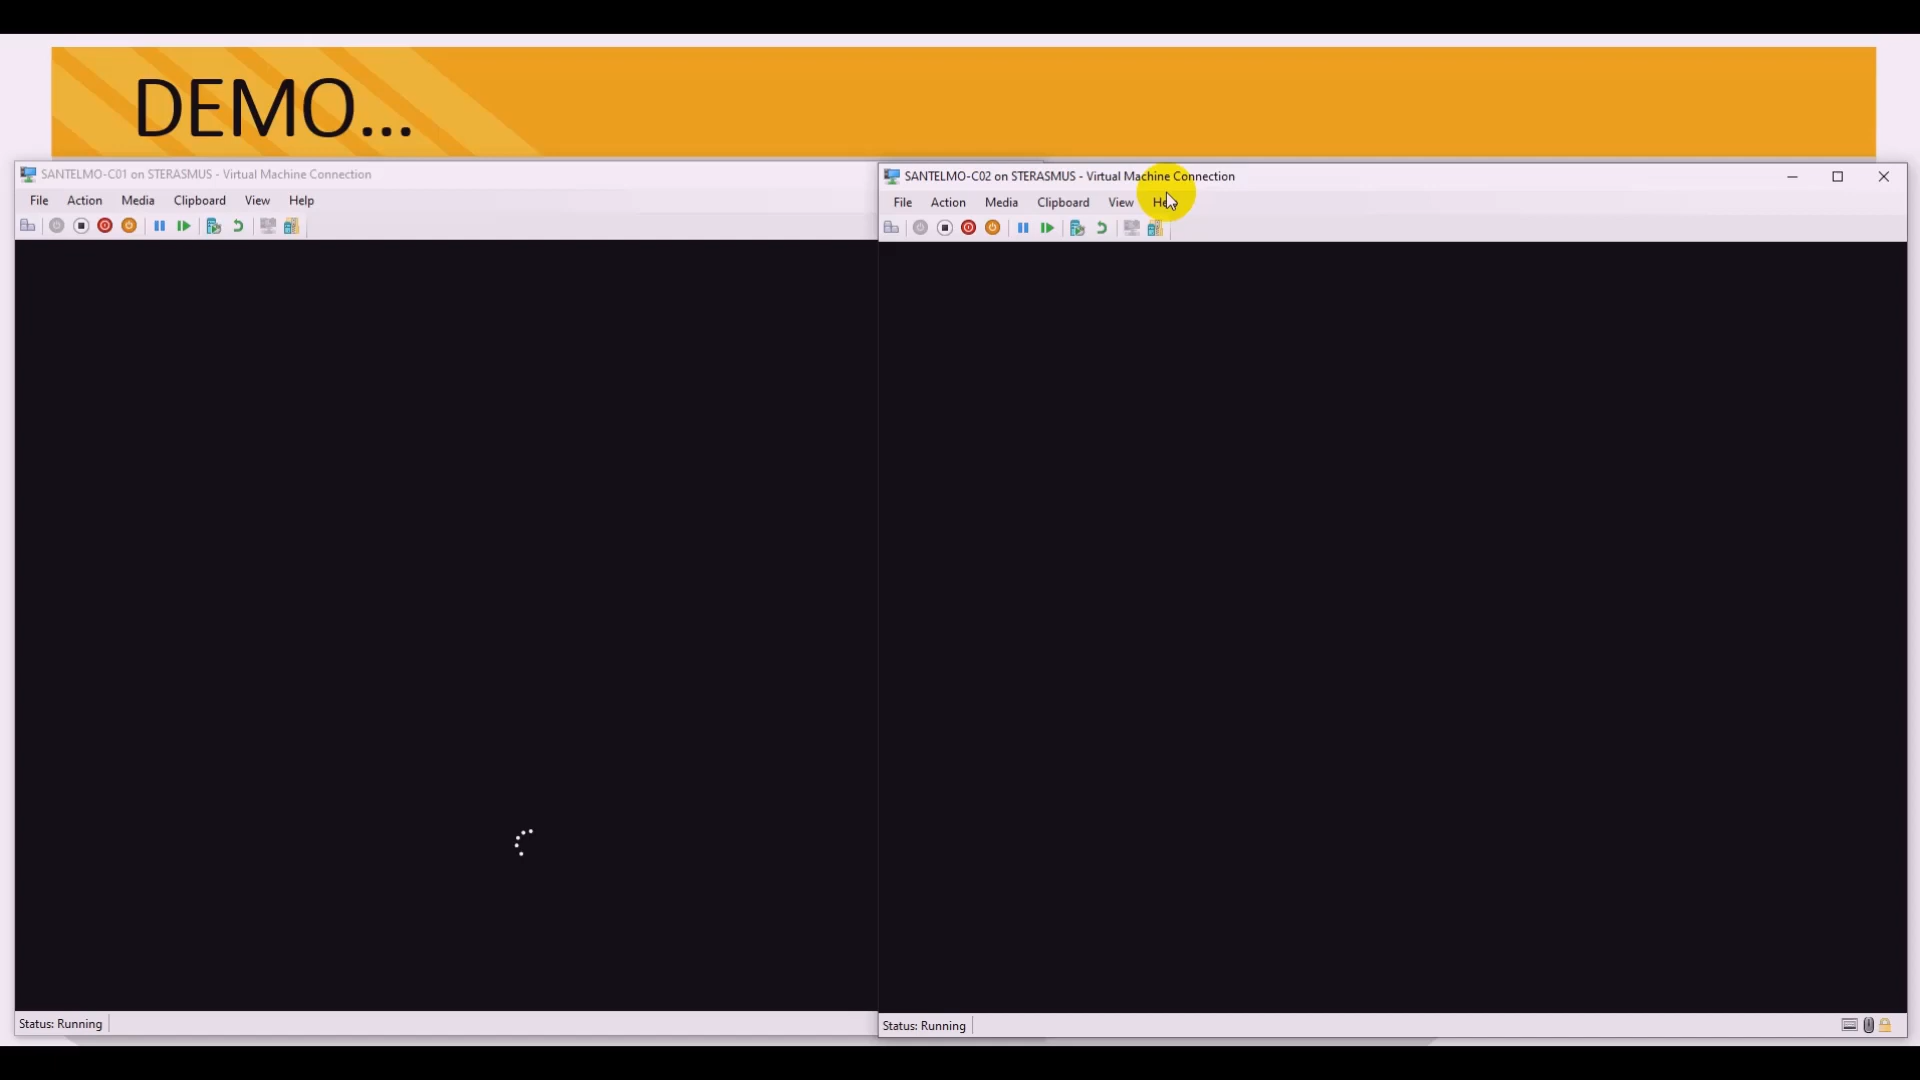 DEMO...
SANTELMO-C01 on STERASMUS - Virtual Machine Connection
File Action Media Clipboard View Help
Status: Running
SANTELMO-C02 on STERASMUS - Virtual Machine Connection
File Action Media Clipboard View Help
Status: Running